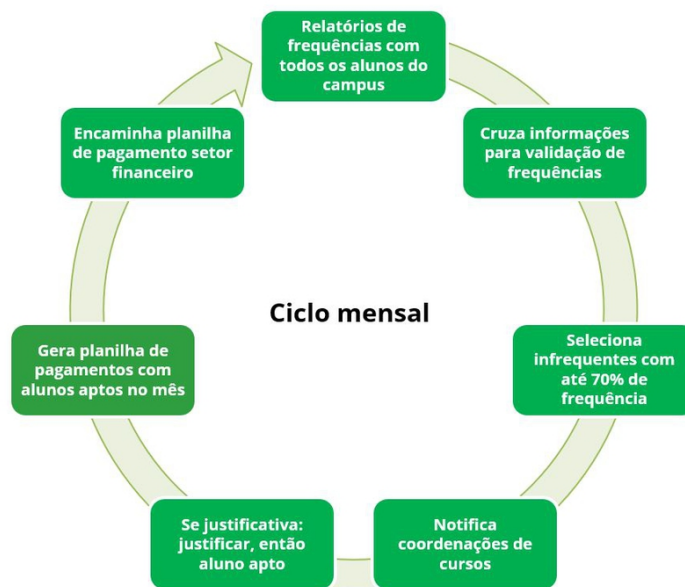 Relatórios de
frequências com
todos os alunos do
campus
Cruza informações
para validação de
frequências
Seleciona
infrequentes com
até 70% de
frequência
Notifica
coordenações de
cursos
Se justificativa:
justificar, então
aluno apto
Gera planilha de
pagamentos com
alunos aptos no mês
Encaminha planilha
de pagamento setor
financeiro
Ciclo mensal